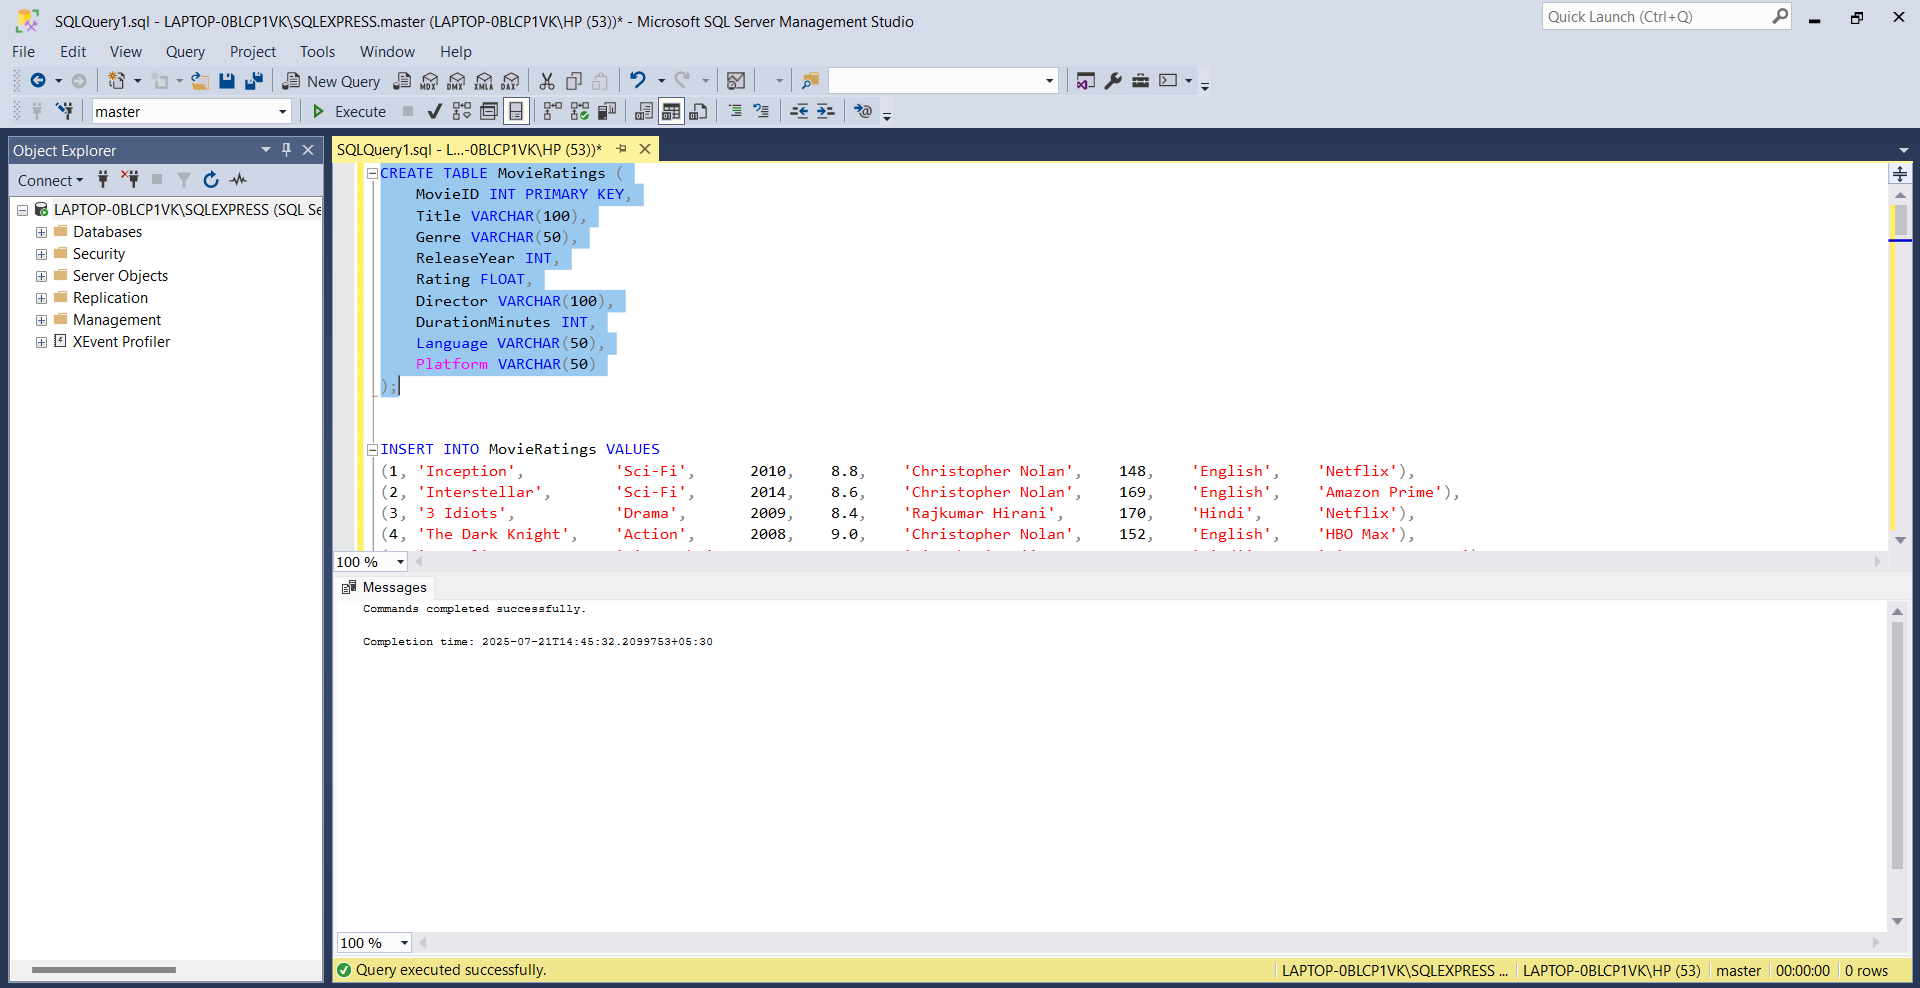 SQLQuery1.sql - LAPTOP-0BLCP1VK\SQLEXPRESS.master (LAPTOP-0BLCP1VK\HP (53))* - Microsoft SQL Server Management Studio
Quick Launch (Ctrl+Q)
File Edit View Query Project Tools Window Help
New Query MDX DMX XMLA DAX
master Execute
Object Explorer
Connect
LAPTOP-0BLCP1VK\SQLEXPRESS (SQL Se
Databases
Security
Server Objects
Replication
Management
XEvent Profiler
SQLQuery1.sql - L...-0BLCP1VK\HP (53))*
CREATE TABLE MovieRatings (
MovieID INT PRIMARY KEY,
Title VARCHAR(100),
Genre VARCHAR(50),
ReleaseYear INT,
Rating FLOAT,
Director VARCHAR(100),
DurationMinutes INT,
Language VARCHAR(50),
Platform VARCHAR(50)
);
INSERT INTO MovieRatings VALUES
(1, 'Inception', 'Sci-Fi', 2010, 8.8, 'Christopher Nolan', 148, 'English', 'Netflix'),
(2, 'Interstellar', 'Sci-Fi', 2014, 8.6, 'Christopher Nolan', 169, 'English', 'Amazon Prime'),
(3, '3 Idiots', 'Drama', 2009, 8.4, 'Rajkumar Hirani', 170, 'Hindi', 'Netflix'),
(4, 'The Dark Knight', 'Action', 2008, 9.0, 'Christopher Nolan', 152, 'English', 'HBO Max'),
100 %
Messages
Commands completed successfully.
Completion time: 2025-07-21T14:45:32.2099753+05:30
100 %
Query executed successfully.
LAPTOP-0BLCP1VK\SQLEXPRESS ... LAPTOP-0BLCP1VK\HP (53) master 00:00:00 0 rows